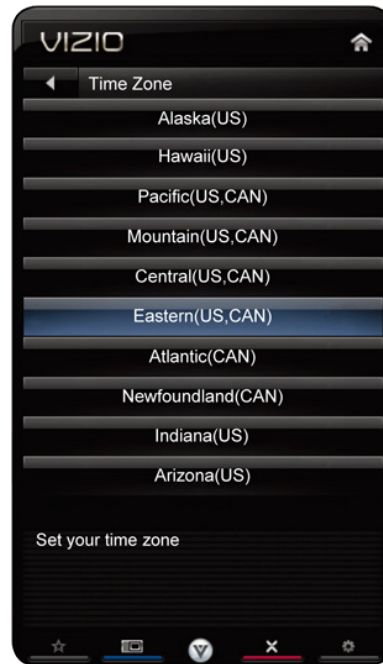 VIZIO
Time Zone
Alaska(US)
Hawaii(US)
Pacific(US,CAN)
Mountain(US,CAN)
Central(US,CAN)
Eastern(US,CAN)
Atlantic(CAN)
Newfoundland(CAN)
Indiana(US)
Arizona(US)
Set your time zone